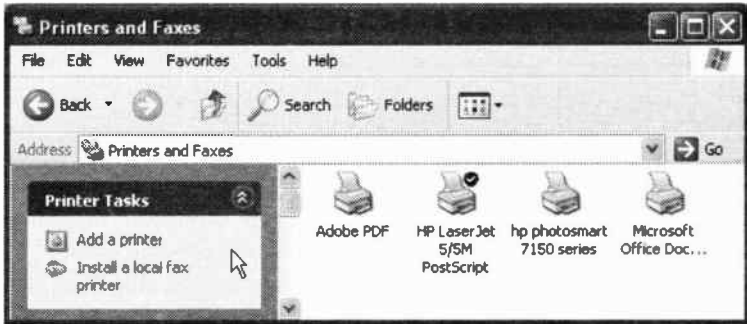 Printers and Faxes
File Edit View Favorites Tools Help
Back Search Folders
Address Printers and Faxes Go
Printer Tasks
Add a printer
Install a local fax
printer
Adobe PDF
HP LaserJet
5/5M
PostScript
hp photosmart
7150 series
Microsoft
Office Doc...